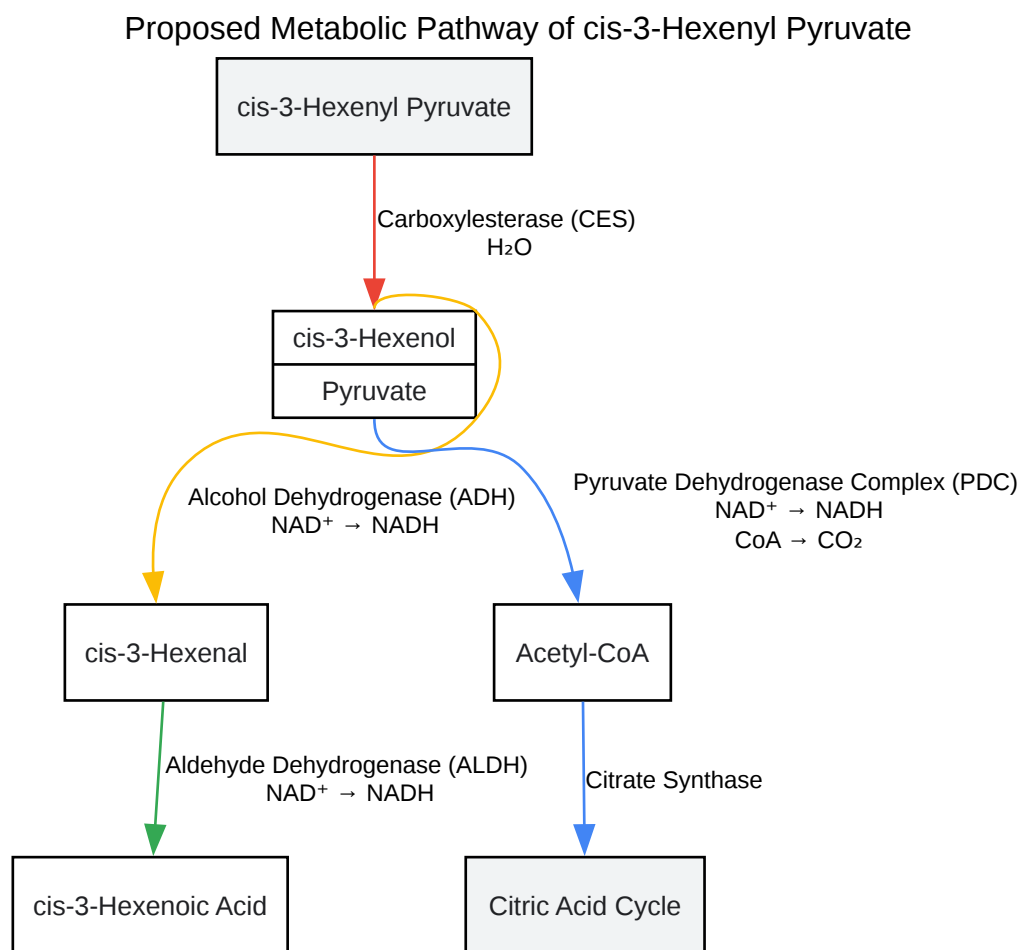 Proposed Metabolic Pathway of cis-3-Hexenyl Pyruvate
cis-3-Hexenyl Pyruvate
Carboxylesterase (CES)
H₂O
cis-3-Hexenol
Pyruvate
Alcohol Dehydrogenase (ADH)
NAD⁺ → NADH
Pyruvate Dehydrogenase Complex (PDC)
NAD⁺ → NADH
CoA → CO₂
cis-3-Hexenal
Acetyl-CoA
Aldehyde Dehydrogenase (ALDH)
NAD⁺ → NADH
Citrate Synthase
cis-3-Hexenoic Acid
Citric Acid Cycle